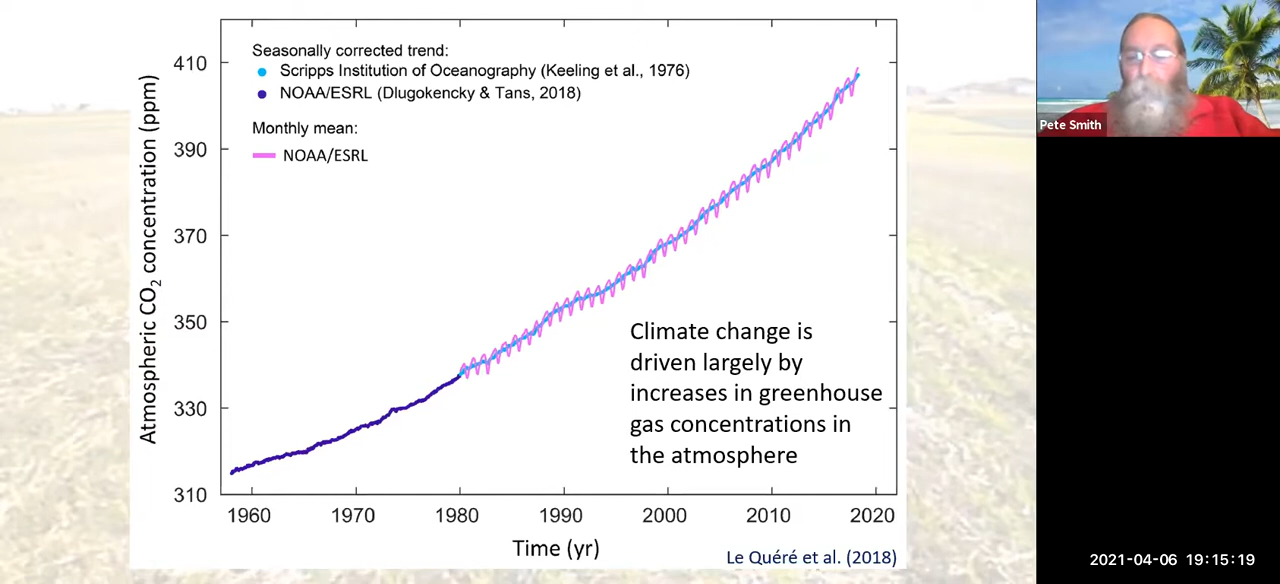 Seasonally corrected trend:
Scripps Institution of Oceanography (Keeling et al., 1976)
NOAA/ESRL (Dlugokencky & Tans, 2018)
Monthly mean:
NOAA/ESRL
Atmospheric CO₂ concentration (ppm)
410
390
370
350
330
310
Climate change is
driven largely by
increases in greenhouse
gas concentrations in
the atmosphere
1960 1970 1980 1990 2000 2010 2020
Time (yr)
Le Quéré et al. (2018)
Pete Smith
2021-04-06 19:15:19